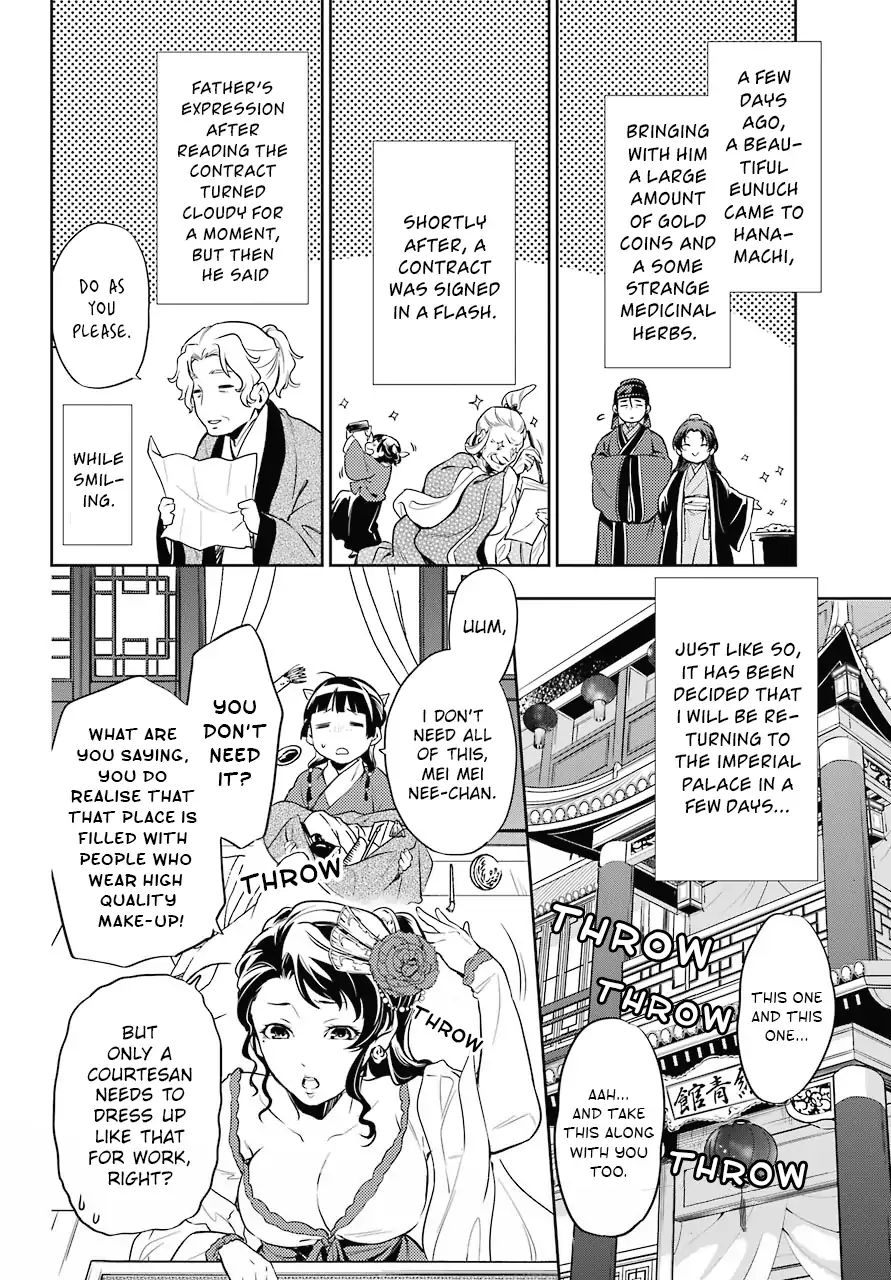 A FEW
DAYS
AGO,
A BEAU-
TIFUL
EUNUCH
CAME TO
HANA-
MACHI,
BRINGING
WITH HIM
A LARGE
AMOUNT
OF GOLD
COINS AND
A SOME
STRANGE
MEDICINAL
HERBS.
SHORTLY
AFTER, A
CONTRACT
WAS SIGNED
IN A FLASH.
FATHER'S
EXPRESSION
AFTER
READING THE
CONTRACT
TURNED
CLOUDY FOR
A MOMENT,
BUT THEN
HE SAID
DO AS
YOU
PLEASE.
WHILE
SMIL-
ING.
JUST LIKE SO,
IT HAS BEEN
DECIDED THAT
I WILL BE RE-
TURNING TO
THE IMPERIAL
PALACE IN A
FEW DAYS...
THROW
THROW
THIS ONE
AND THIS
ONE...
AAH...
AND TAKE
THIS ALONG
WITH YOU
TOO.
THROW
綠青館
UUM,
I DON'T
NEED ALL
OF THIS,
MEI MEI
NEE-CHAN.
THROW
YOU
DON'T
NEED
IT?
WHAT ARE
YOU SAYING,
YOU DO
REALISE THAT
THAT PLACE IS
FILLED WITH
PEOPLE WHO
WEAR HIGH
QUALITY
MAKE-UP!
THROW
BUT
ONLY A
COURTESAN
NEEDS TO
DRESS UP
LIKE THAT
FOR WORK,
RIGHT?